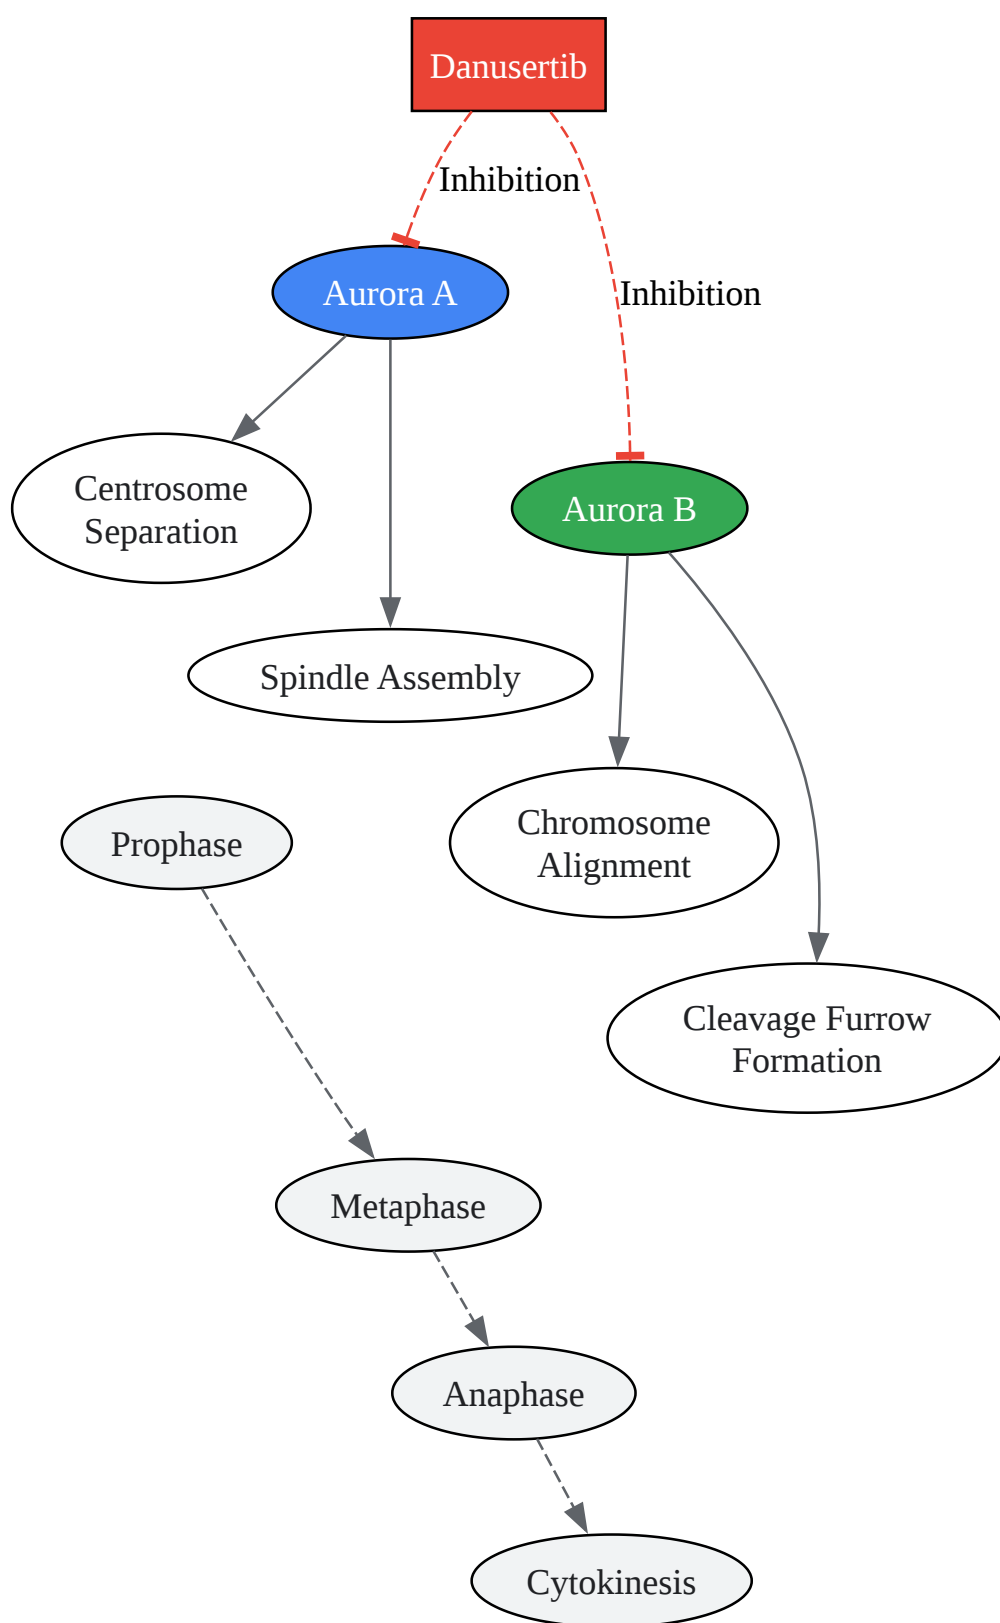 Danusertib
Inhibition
Aurora A
Inhibition
Centrosome
Separation
Aurora B
Spindle Assembly
Chromosome
Alignment
Prophase
Cleavage Furrow
Formation
Metaphase
Anaphase
Cytokinesis